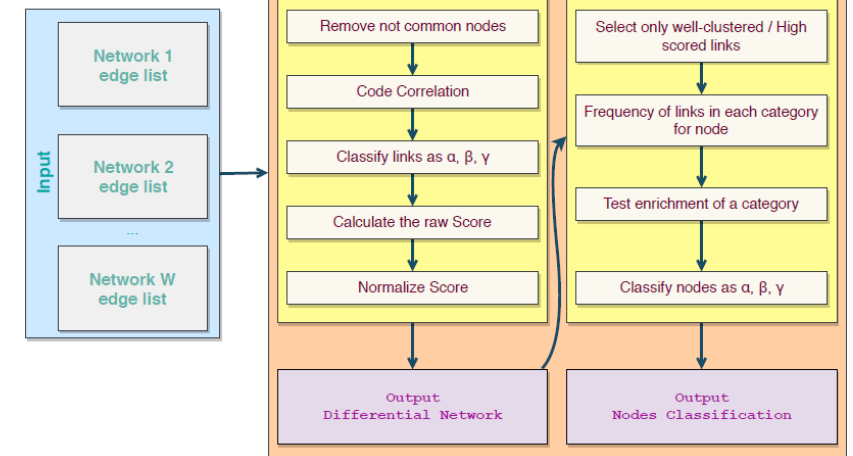 Input
Network 1
edge list
Network 2
edge list
...
Network W
edge list
Remove not common nodes
Code Correlation
Classify links as α, β, γ
Calculate the raw Score
Normalize Score
Output
Differential Network
Select only well-clustered / High
scored links
Frequency of links in each category
for node
Test enrichment of a category
Classify nodes as α, β, γ
Output
Nodes Classification